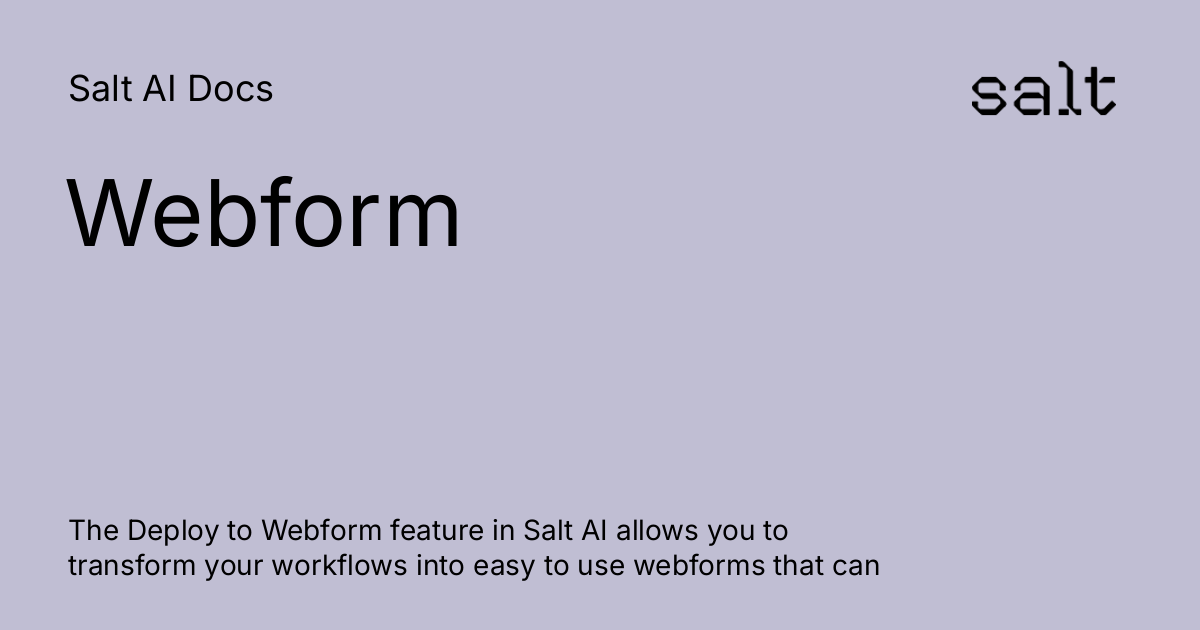 Salt AI Docs
salt
Webform
The Deploy to Webform feature in Salt AI allows you to
transform your workflows into easy to use webforms that can